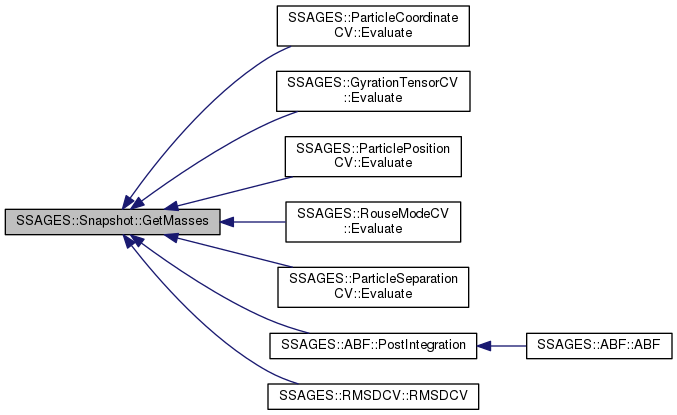 SSAGES::ParticleCoordinate
CV::Evaluate
SSAGES::GyrationTensorCV
::Evaluate
SSAGES::ParticlePosition
CV::Evaluate
SSAGES::Snapshot::GetMasses
SSAGES::RouseModeCV
::Evaluate
SSAGES::ParticleSeparation
CV::Evaluate
SSAGES::ABF::PostIntegration
SSAGES::ABF::ABF
SSAGES::RMSDCV::RMSDCV